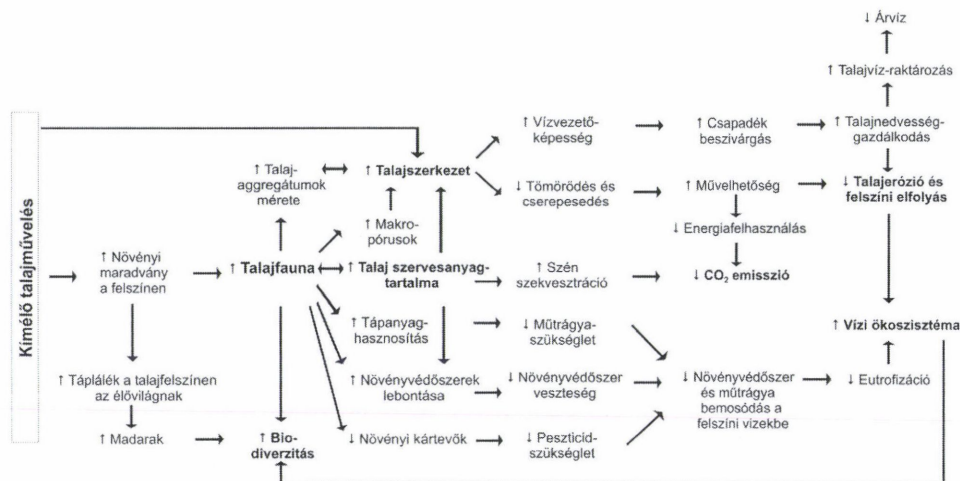 ↓ Árvíz
↑ Talajvíz-raktározás
Kímélő talajművelés
↑ Vízvezető-
képesség
↑ Csapadék
beszivárgás
↑ Talajnedvesség-
gazdálkodás
↑ Talaj-
aggregátumok
mérete
↑ Talajszerkezet
↓ Tömörödés és
cserepesedés
↑ Művelhetőség
↓ Talajerózió és
felszíni elfolyás
↑ Makro-
pórusok
↓ Energiafelhasználás
↑ Növényi
maradvány
a felszínen
↑ Talajfauna
↑ Talaj szervesanyag-
tartalma
↑ Szén
szekvesztráció
↓ CO₂ emisszió
↑ Tápanyag-
hasznosítás
↓ Műtrágya-
szükséglet
↑ Vízi ökoszisztéma
↑ Táplálék a talajfelszínen
az élővilágnak
↑ Növényvédőszerek
lebontása
↓ Növényvédőszer
veszteség
↓ Növényvédőszer
és műtrágya
bemosódás a
felszíni vizekbe
↓ Eutrofizáció
↑ Madarak
↑ Bio-
diverzitás
↓ Növényi kártevők
↓ Peszticid-
szükséglet